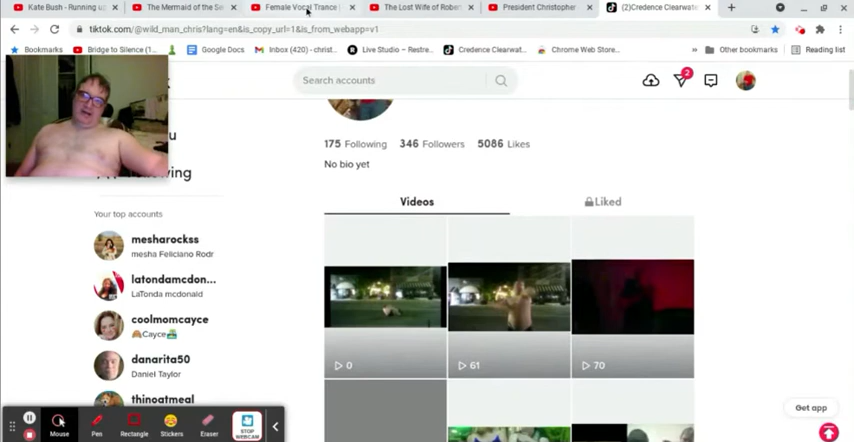 Kate Bush - Running u
The Mermaid of the Se
Female Vocal Trance
The Lost Wife of Rober
President Christopher
(2)Credence Clearwate
tiktok.com/@wild_man_chris?lang=en&is_copy_url=1&is_from_webapp=v1
Bookmarks
Bridge to Silence (1...
Google Docs
Inbox (420) - christ...
Live Studio – Restre...
Credence Clearwat...
Chrome Web Store...
Other bookmarks
Reading list
Search accounts
2
175 Following 346 Followers 5086 Likes
No bio yet
Videos
Liked
Your top accounts
mesharockss
mesha Feliciano Rodr
latondamcdon...
LaTonda mcdonald
coolmomcayce
Cayce
danarita50
Daniel Taylor
thinoatmeal
0
61
70
Get app
Mouse
Pen
Rectangle
Stickers
Eraser
STOP WEBCAM